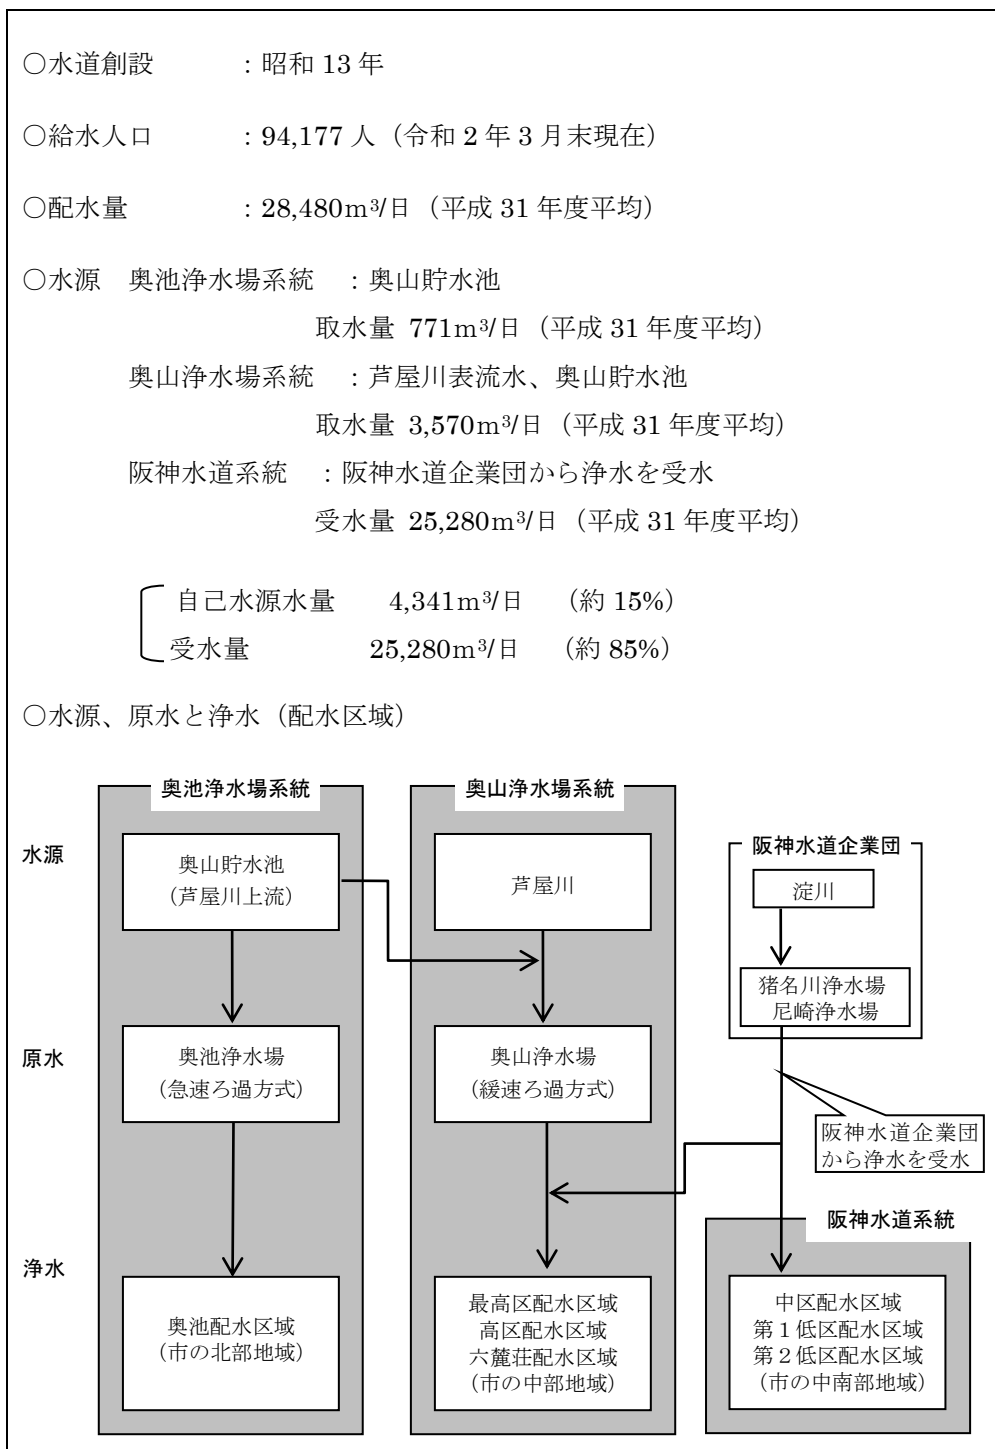 ○水道創設　：昭和 13 年
○給水人口　：94,177 人（令和 2 年 3 月末現在）
○配水量　：28,480m³/日（平成 31 年度平均）
○水源　奥池浄水場系統　：奥山貯水池
取水量 771m³/日（平成 31 年度平均）
奥山浄水場系統　：芦屋川表流水、奥山貯水池
取水量 3,570m³/日（平成 31 年度平均）
阪神水道系統　：阪神水道企業団から浄水を受水
受水量 25,280m³/日（平成 31 年度平均）
自己水源水量　4,341m³/日　（約 15%）
受水量　25,280m³/日　（約 85%）
○水源、原水と浄水（配水区域）
奥池浄水場系統
奥山浄水場系統
水源
奥山貯水池
（芦屋川上流）
芦屋川
阪神水道企業団
淀川
猪名川浄水場
尼崎浄水場
原水
奥池浄水場
（急速ろ過方式）
奥山浄水場
（緩速ろ過方式）
阪神水道企業団
から浄水を受水
阪神水道系統
浄水
奥池配水区域
（市の北部地域）
最高区配水区域
高区配水区域
六麓荘配水区域
（市の中部地域）
中区配水区域
第１低区配水区域
第２低区配水区域
（市の中南部地域）